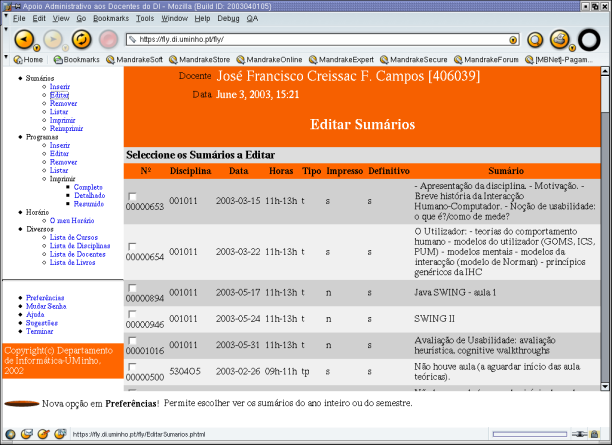 Apoio Administrativo aos Docentes do DI - Mozilla {Build ID: 2003040105}
File Edit View Go Bookmarks Tools Window Help Debug QA
https://fly.di.uminho.pt/fly/
Home Bookmarks MandrakeSoft MandrakeStore MandrakeOnline MandrakeExpert MandrakeSecure MandrakeForum [MBNet]-Pagam...
Sumários
Inserir
Editar
Remover
Listar
Imprimir
Reimprimir
Programas
Inserir
Editar
Remover
Listar
Imprimir
Completo
Detalhado
Resumido
Horário
O meu Horário
Diversos
Lista de Cursos
Lista de Disciplinas
Lista de Docentes
Lista de Livros
Preferências
Mudar Senha
Ajuda
Sugestões
Terminar
Copyright(c) Departamento
de Informática-UMinho,
2002
Docente José Francisco Creissac F. Campos [406039]
Data June 3, 2003, 15:21
Editar Sumários
Seleccione os Sumários a Editar
Nº Disciplina Data Horas Tipo Impresso Definitivo Sumário
00000653 001011 2003-03-15 11h-13h t s s - Apresentação da disciplina. - Motivação. -
Breve história da Interacção
Humano-Computador. - Noção de usabilidade:
o que é?/como de mede?
00000654 001011 2003-03-22 11h-13h t s s O Utilizador: - teorias do comportamento
humano - modelos do utilizador (GOMS, ICS,
PUM) - modelos mentais - modelos da
interacção (modelo de Norman) - princípios
genéricos da IHC
00000894 001011 2003-05-17 11h-13h t n s Java SWING - aula 1
00000946 001011 2003-05-24 11h-13h t n s SWING II
00001016 001011 2003-05-31 11h-13h t n s Avaliação de Usabilidade: avaliação
heurística, cognitive walkthroughs
00000500 5304O5 2003-02-26 09h-11h tp s s Não houve aula (a aguardar início das aula
teóricas).
Nova opção em Preferências! Permite escolher ver os sumários do ano inteiro ou do semestre.
https://fly.di.uminho.pt/fly/EditarSumarios.phtml